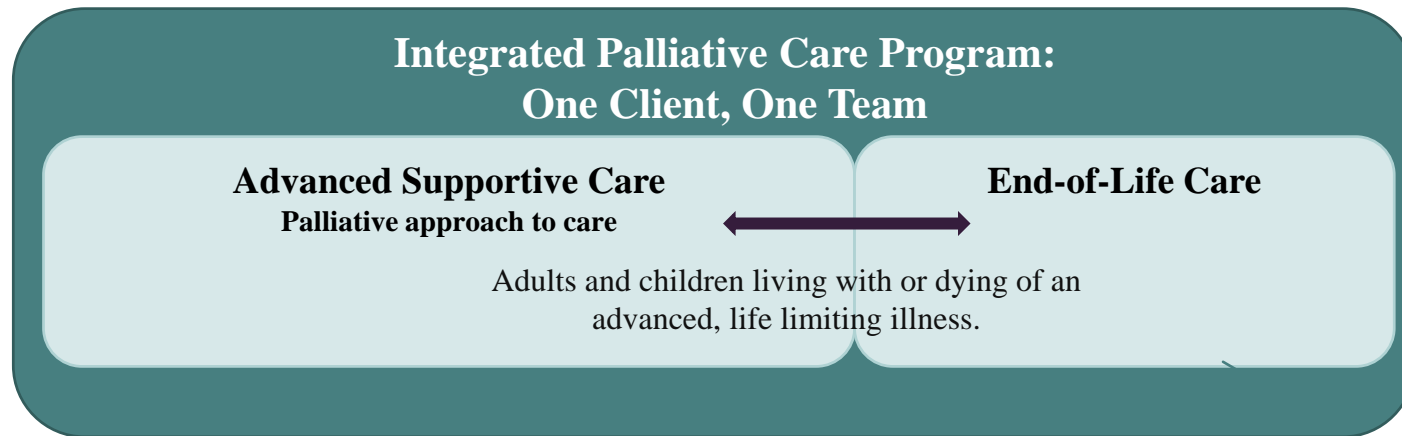 Integrated Palliative Care Program:
One Client, One Team
Advanced Supportive Care
Palliative approach to care
End-of-Life Care
Adults and children living with or dying of an
advanced, life limiting illness.